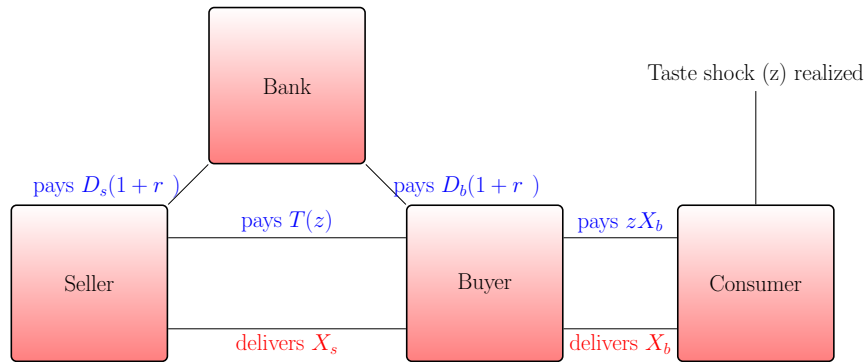 Bank
Taste shock (z) realized
pays $D_s(1+r\ )$
pays $D_b(1+r\ )$
pays $T(z)$
pays $zX_b$
Seller
Buyer
Consumer
delivers $X_s$
delivers $X_b$